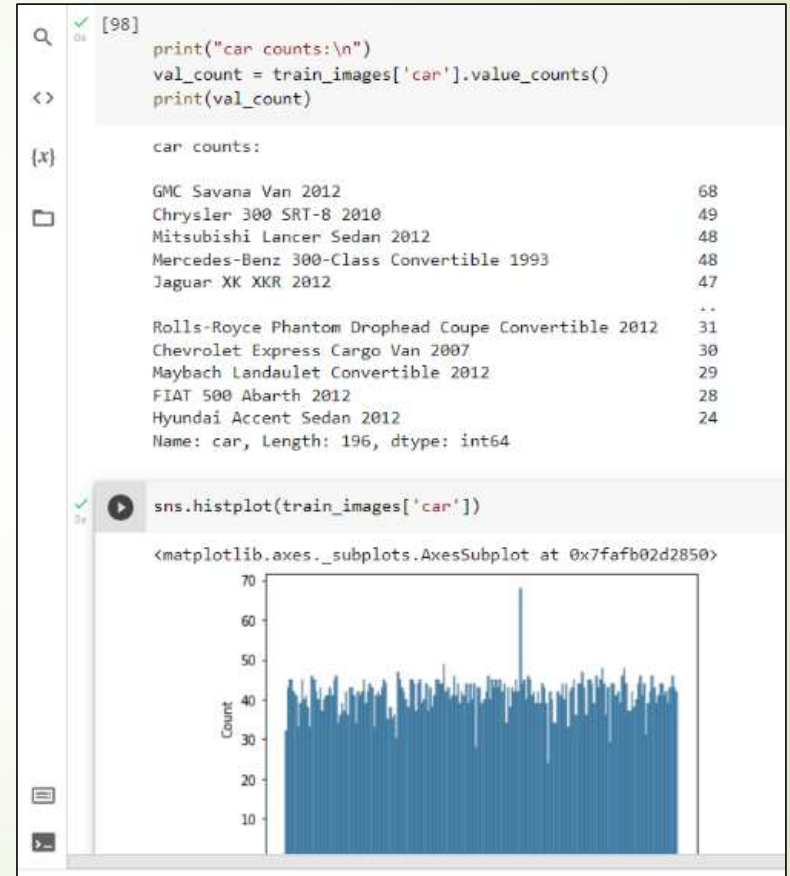 [98]
print("car counts:\n")
val_count = train_images['car'].value_counts()
print(val_count)
{x}
car counts:
GMC Savana Van 2012 68
Chrysler 300 SRT-8 2010 49
Mitsubishi Lancer Sedan 2012 48
Mercedes-Benz 300-Class Convertible 1993 48
Jaguar XK XKR 2012 47
..
Rolls-Royce Phantom Drophead Coupe Convertible 2012 31
Chevrolet Express Cargo Van 2007 30
Maybach Landaulet Convertible 2012 29
FIAT 500 Abarth 2012 28
Hyundai Accent Sedan 2012 24
Name: car, Length: 196, dtype: int64
sns.histplot(train_images['car'])
<matplotlib.axes._subplots.AxesSubplot at 0x7fafb02d2850>
70
60
50
40
30
20
10
Count